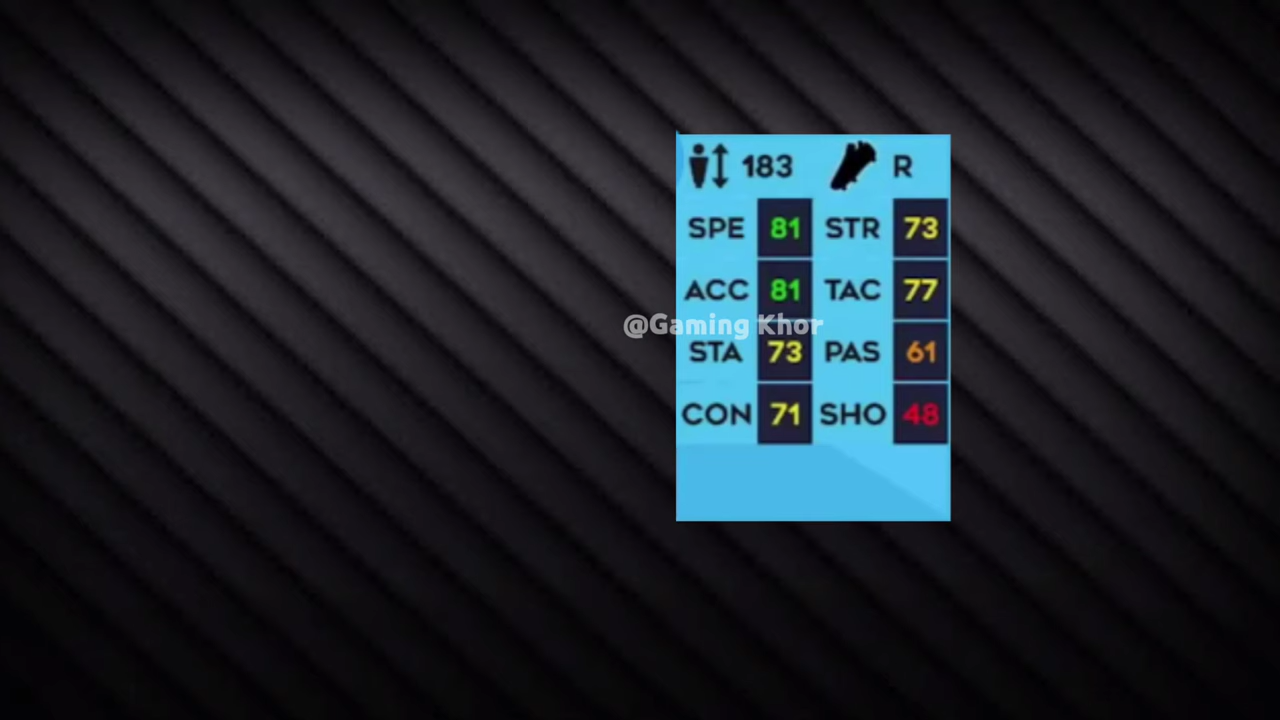 183 R
SPE 81 STR 73
ACC 81 TAC 77
@Gaming Khor
STA 73 PAS 61
CON 71 SHO 48